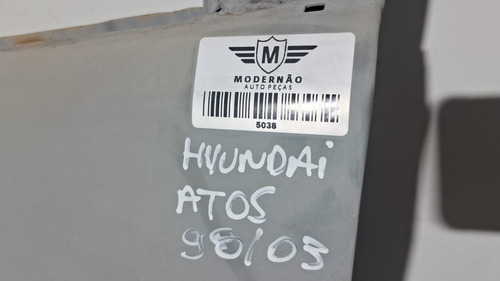 M
MODERNÃO
AUTO PEÇAS
5038
HYUNDAI
ATOS
98/03